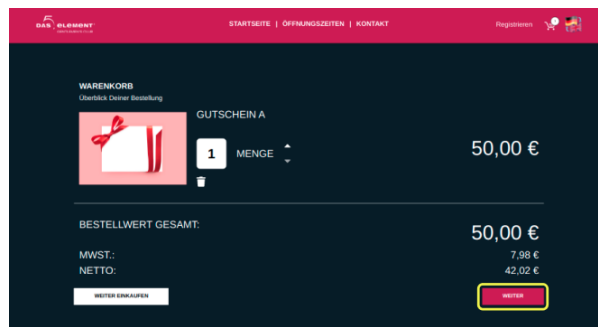 DAS 5 ELEMENT
STARTSEITE | ÖFFNUNGSZEITEN | KONTAKT
Registrieren
WARENKORB
Überblick Deiner Bestellung
GUTSCHEIN A
1 MENGE
50,00 €
BESTELLWERT GESAMT:
50,00 €
MWST.:
7,98 €
NETTO:
42,02 €
WEITER EINKAUFEN
WEITER